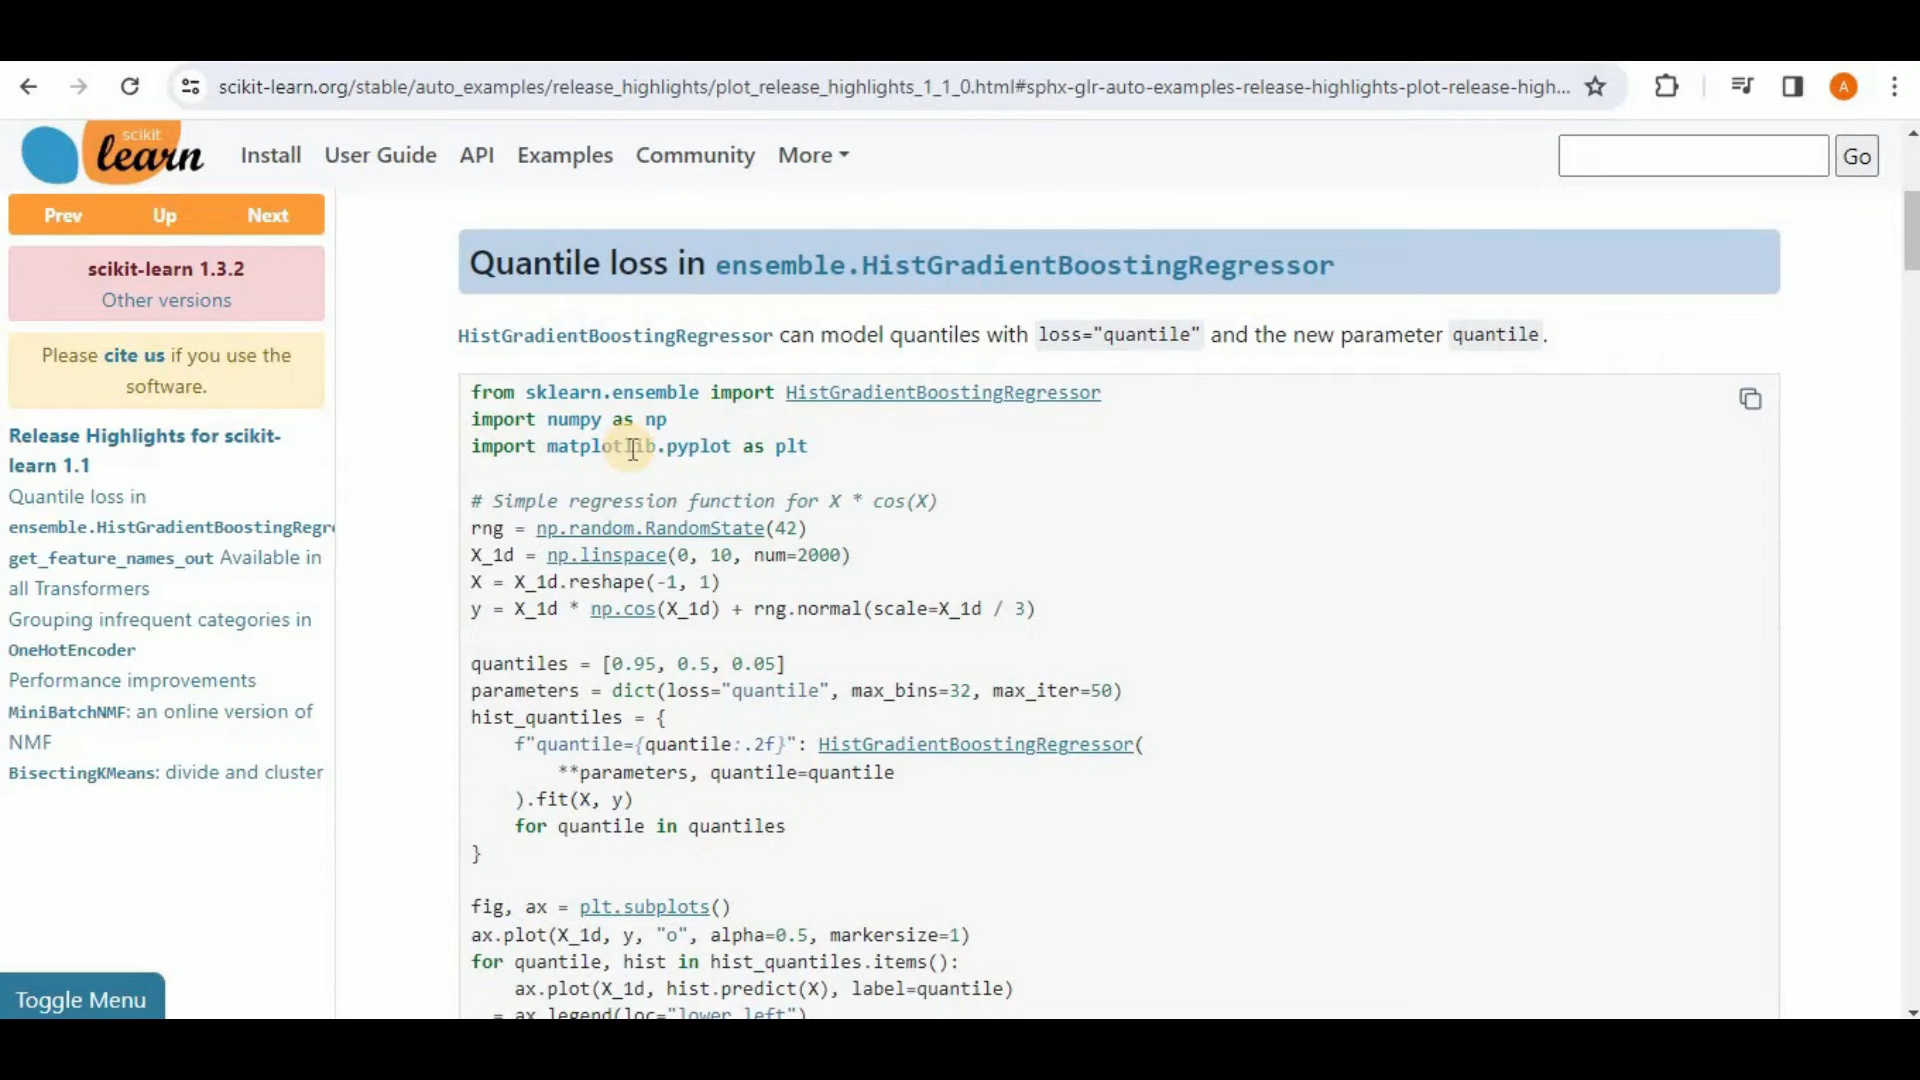 scikit-learn.org/stable/auto_examples/release_highlights/plot_release_highlights_1_1_0.html#sphx-glr-auto-examples-release-highlights-plot-release-high...
A
scikit
learn
Install User Guide API Examples Community More
Go
Prev Up Next
scikit-learn 1.3.2
Other versions
Please cite us if you use the
software.
Release Highlights for scikit-
learn 1.1
Quantile loss in
ensemble.HistGradientBoostingRegre
get_feature_names_out Available in
all Transformers
Grouping infrequent categories in
OneHotEncoder
Performance improvements
MiniBatchNMF: an online version of
NMF
BisectingKMeans: divide and cluster
Toggle Menu
Quantile loss in ensemble.HistGradientBoostingRegressor
HistGradientBoostingRegressor can model quantiles with loss="quantile" and the new parameter quantile.
from sklearn.ensemble import HistGradientBoostingRegressor
import numpy as np
import matplotlib.pyplot as plt
# Simple regression function for X * cos(X)
rng = np.random.RandomState(42)
X_1d = np.linspace(0, 10, num=2000)
X = X_1d.reshape(-1, 1)
y = X_1d * np.cos(X_1d) + rng.normal(scale=X_1d / 3)
quantiles = [0.95, 0.5, 0.05]
parameters = dict(loss="quantile", max_bins=32, max_iter=50)
hist_quantiles = {
f"quantile={quantile:.2f}": HistGradientBoostingRegressor(
**parameters, quantile=quantile
).fit(X, y)
for quantile in quantiles
}
fig, ax = plt.subplots()
ax.plot(X_1d, y, "o", alpha=0.5, markersize=1)
for quantile, hist in hist_quantiles.items():
ax.plot(X_1d, hist.predict(X), label=quantile)
_ = ax.legend(loc="lower left")